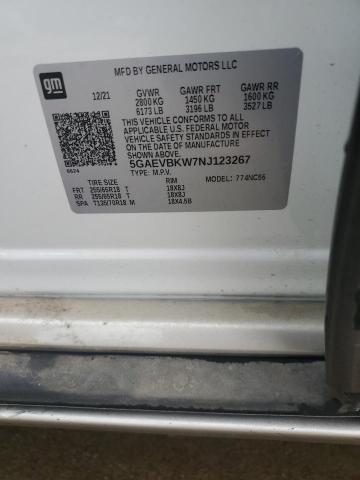 gm
MFD BY GENERAL MOTORS LLC
12/21 GVWR GAWR FRT GAWR RR
2800 KG 1450 KG 1600 KG
6173 LB 3196 LB 3527 LB
THIS VEHICLE CONFORMS TO ALL
APPLICABLE U.S. FEDERAL MOTOR
VEHICLE SAFETY STANDARDS IN EFFECT ON
THE DATE OF MANUFACTURE SHOWN ABOVE.
5GAEVBKW7NJ123267
6624 TYPE: M.P.V. MODEL: 774NC56
TIRE SIZE RIM
FRT 255/65R18 T 18X8J
RR 255/65R18 T 18X8J
SPA T135/70R18 M 18X4.5B